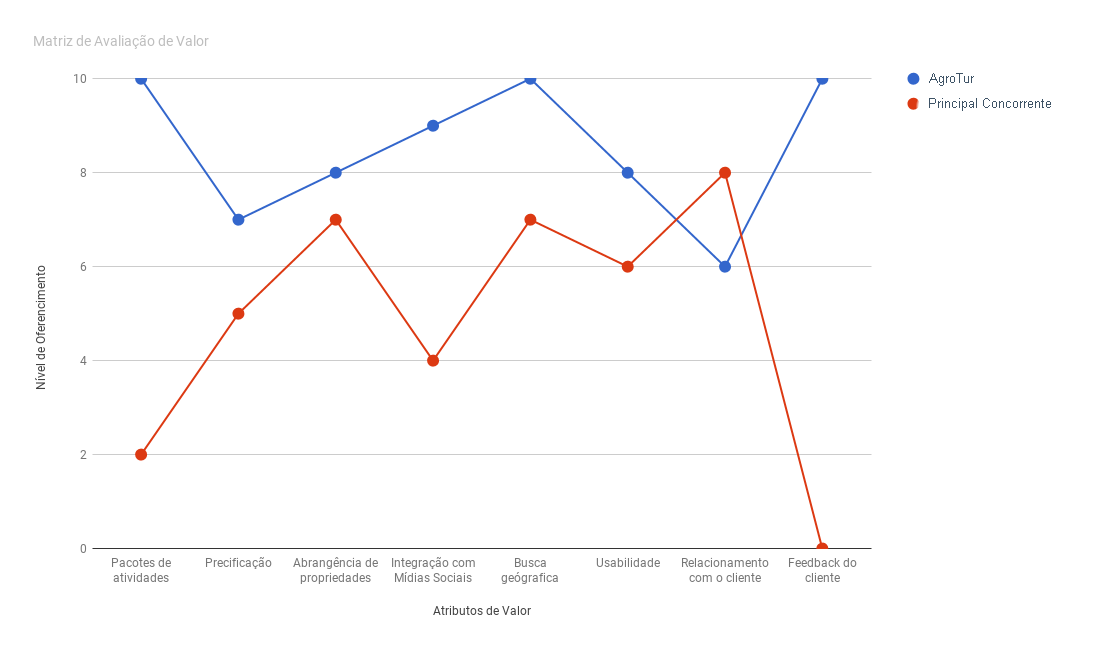 Matriz de Avaliação de Valor
AgroTur
Principal Concorrente
10
8
6
4
2
0
Nível de Oferencimento
Pacotes de
atividades
Precificação
Abrangência de
propriedades
Integração com
Mídias Sociais
Busca
geógrafica
Usabilidade
Relacionamento
com o cliente
Feedback do
cliente
Atributos de Valor